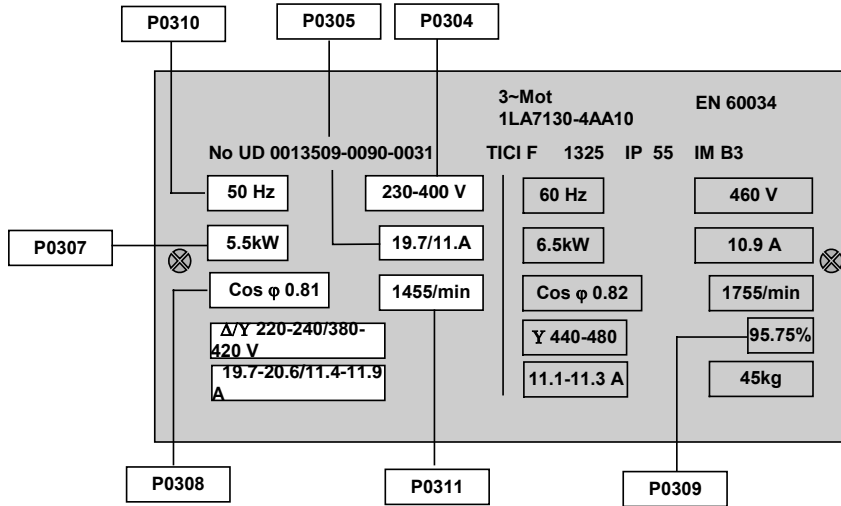 P0310
P0305
P0304
3~Mot
1LA7130-4AA10
EN 60034
No UD 0013509-0090-0031
TICI F 1325 IP 55 IM B3
50 Hz
230-400 V
60 Hz
460 V
P0307
5.5kW
19.7/11.A
6.5kW
10.9 A
Cos φ 0.81
1455/min
Cos φ 0.82
1755/min
Δ/Y 220-240/380-
420 V
Y 440-480
95.75%
19.7-20.6/11.4-11.9
A
11.1-11.3 A
45kg
P0308
P0311
P0309